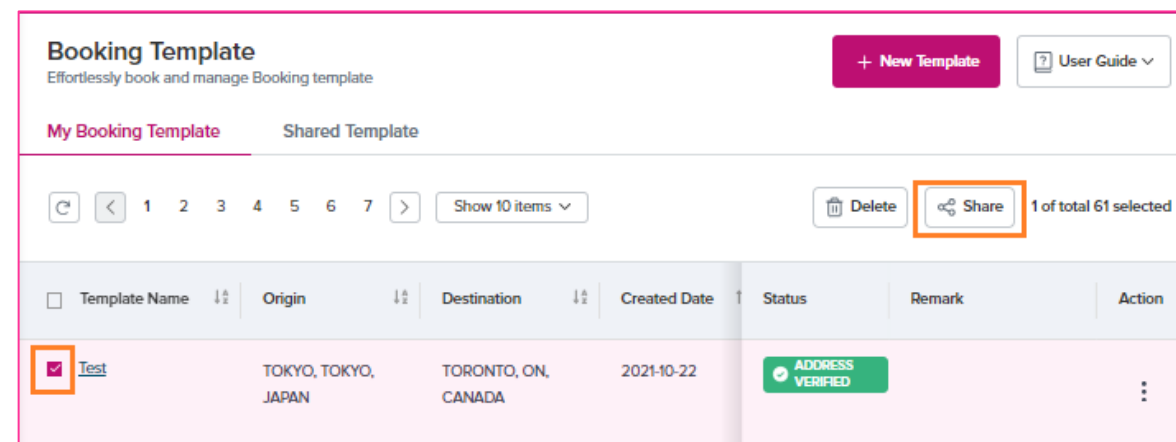 Booking Template
Effortlessly book and manage Booking template
+ New Template
? User Guide
My Booking Template
Shared Template
1 2 3 4 5 6 7
Show 10 items
Delete
Share
1 of total 61 selected
Template Name
Origin
Destination
Created Date
Status
Remark
Action
Test
TOKYO, TOKYO,
JAPAN
TORONTO, ON,
CANADA
2021-10-22
ADDRESS
VERIFIED